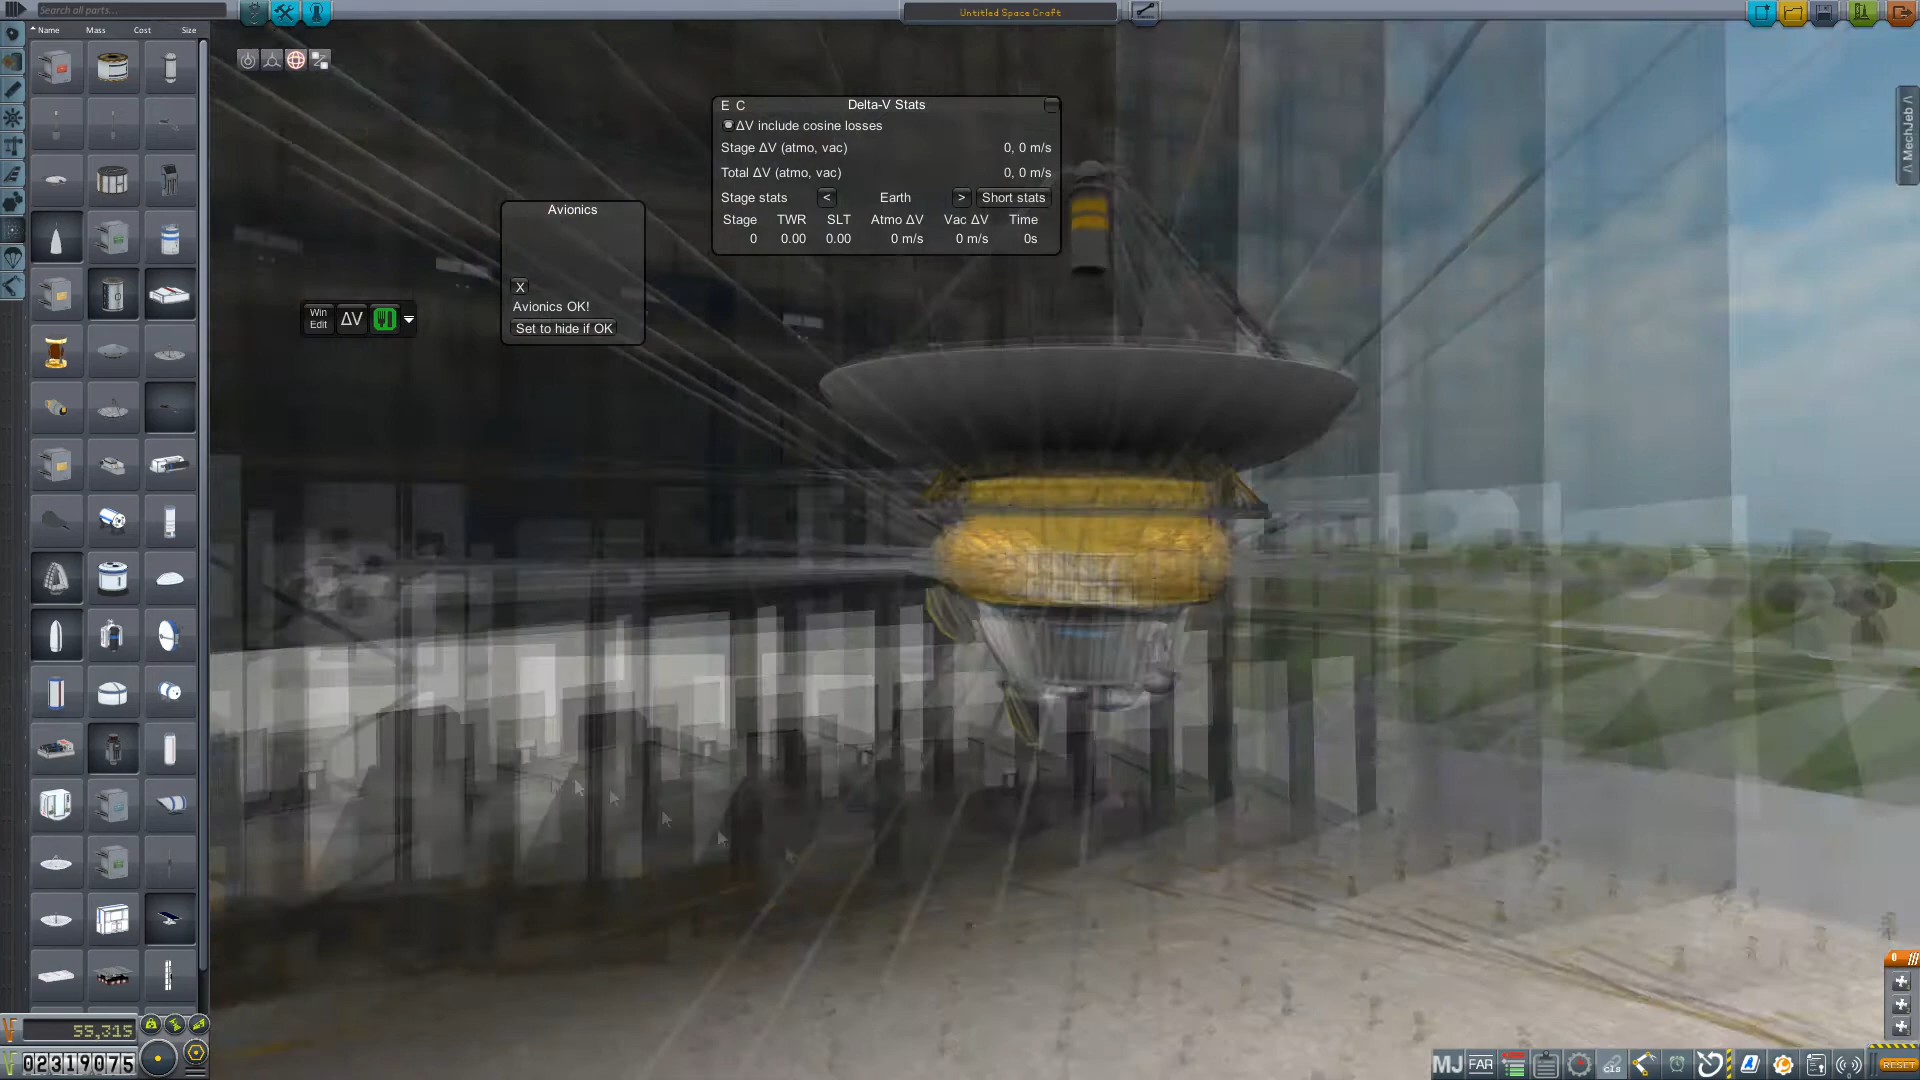 Search all parts...
Untitled Space Craft
Name Mass Cost Size
E C Delta-V Stats
ΔV include cosine losses
Stage ΔV (atmo, vac) 0, 0 m/s
Total ΔV (atmo, vac) 0, 0 m/s
Stage stats < Earth > Short stats
Stage TWR SLT Atmo ΔV Vac ΔV Time
0 0.00 0.00 0 m/s 0 m/s 0s
/\ MechJeb /\
Avionics
X
Avionics OK!
Set to hide if OK
Win
Edit
ΔV
0
55,315
02319075
MJ
FAR
cls
A
0
RESET